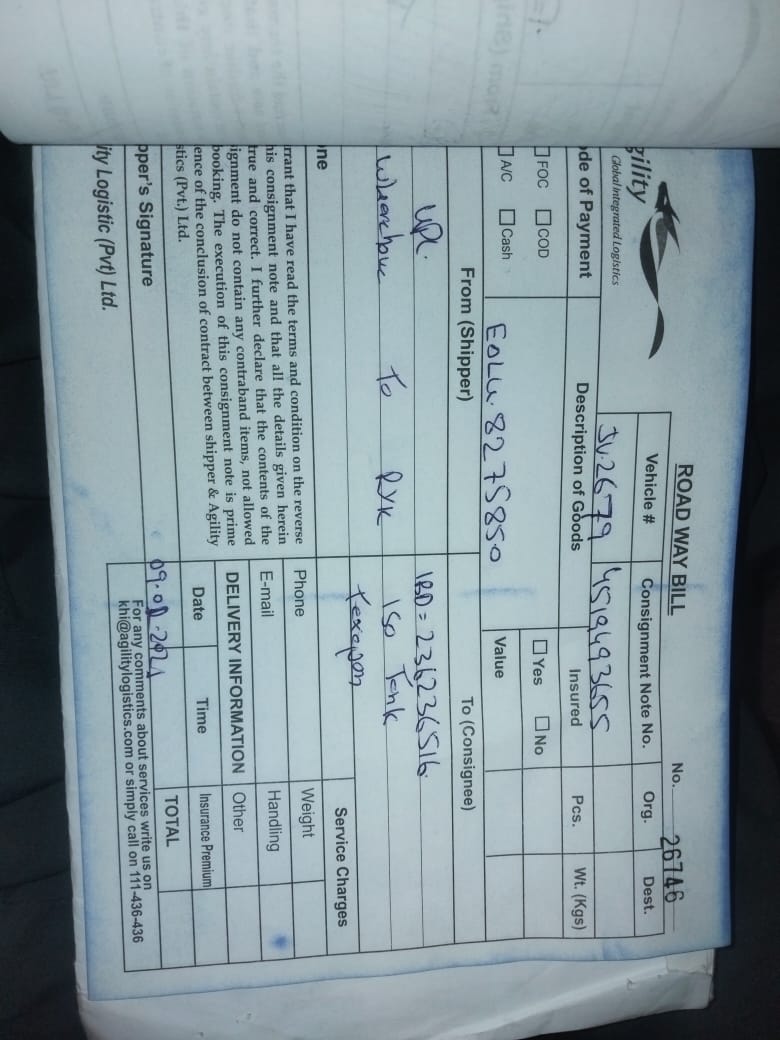 ROAD WAY BILL
No. 26746
gility
Global Integrated Logistics
Vehicle # Consignment Note No. Org. Dest.
JU.2679 4519493655
de of Payment Description of Goods Insured Pcs. Wt. (Kgs)
FOC COD Yes No
A/C Cash Value
EOLU.8275850
From (Shipper) To (Consignee)
UPL. IBD = 236236516
To RYK ISO Tank
Texapon
ne Service Charges
Phone Weight
E-mail Handling
rrant that I have read the terms and condition on the reverse
his consignment note and that all the details given herein
true and correct. I further declare that the contents of the
ignment do not contain any contraband items, not allowed
booking. The execution of this consignment note is prime
ence of the conclusion of contract between shipper & Agility
stics (Pvt.) Ltd.
DELIVERY INFORMATION Other
Date Time Insurance Premium
TOTAL
pper's Signature
For any comments about services write us on
khi@agilitylogistics.com or simply call on 111-436-436
ity Logistic (Pvt) Ltd.